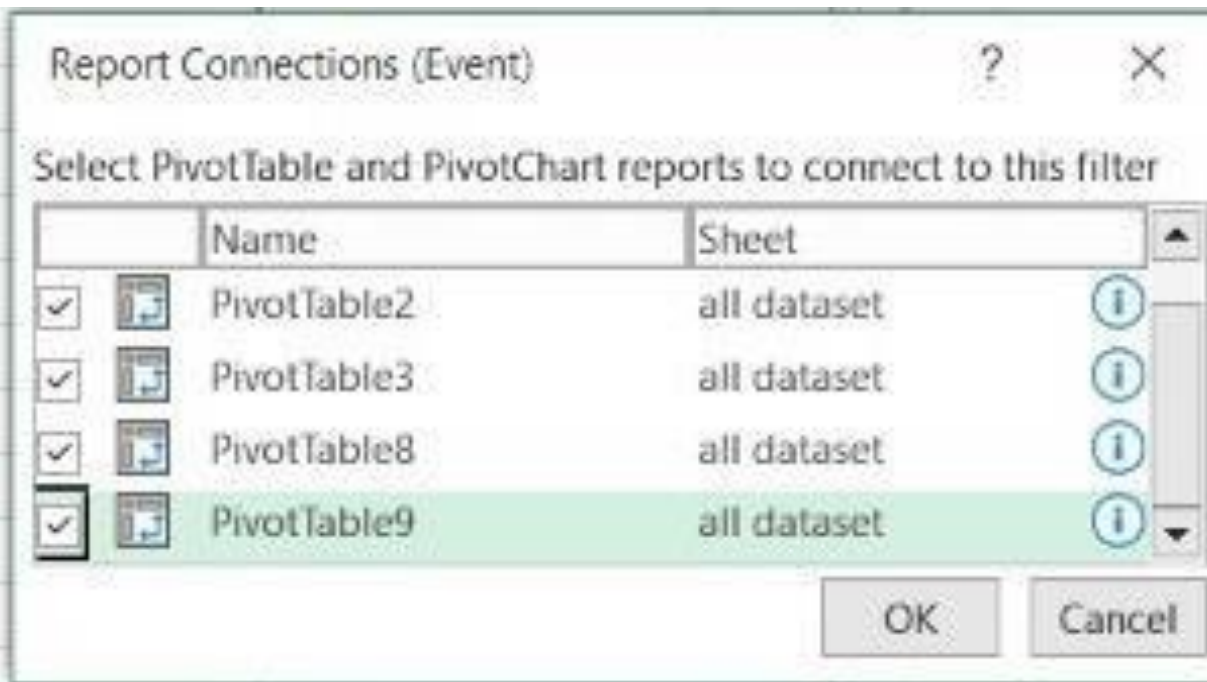 Report Connections (Event) ?
Select PivotTable and PivotChart reports to connect to this filter
Name Sheet
PivotTable2 all dataset
PivotTable3 all dataset
PivotTable8 all dataset
PivotTable9 all dataset
OK Cancel